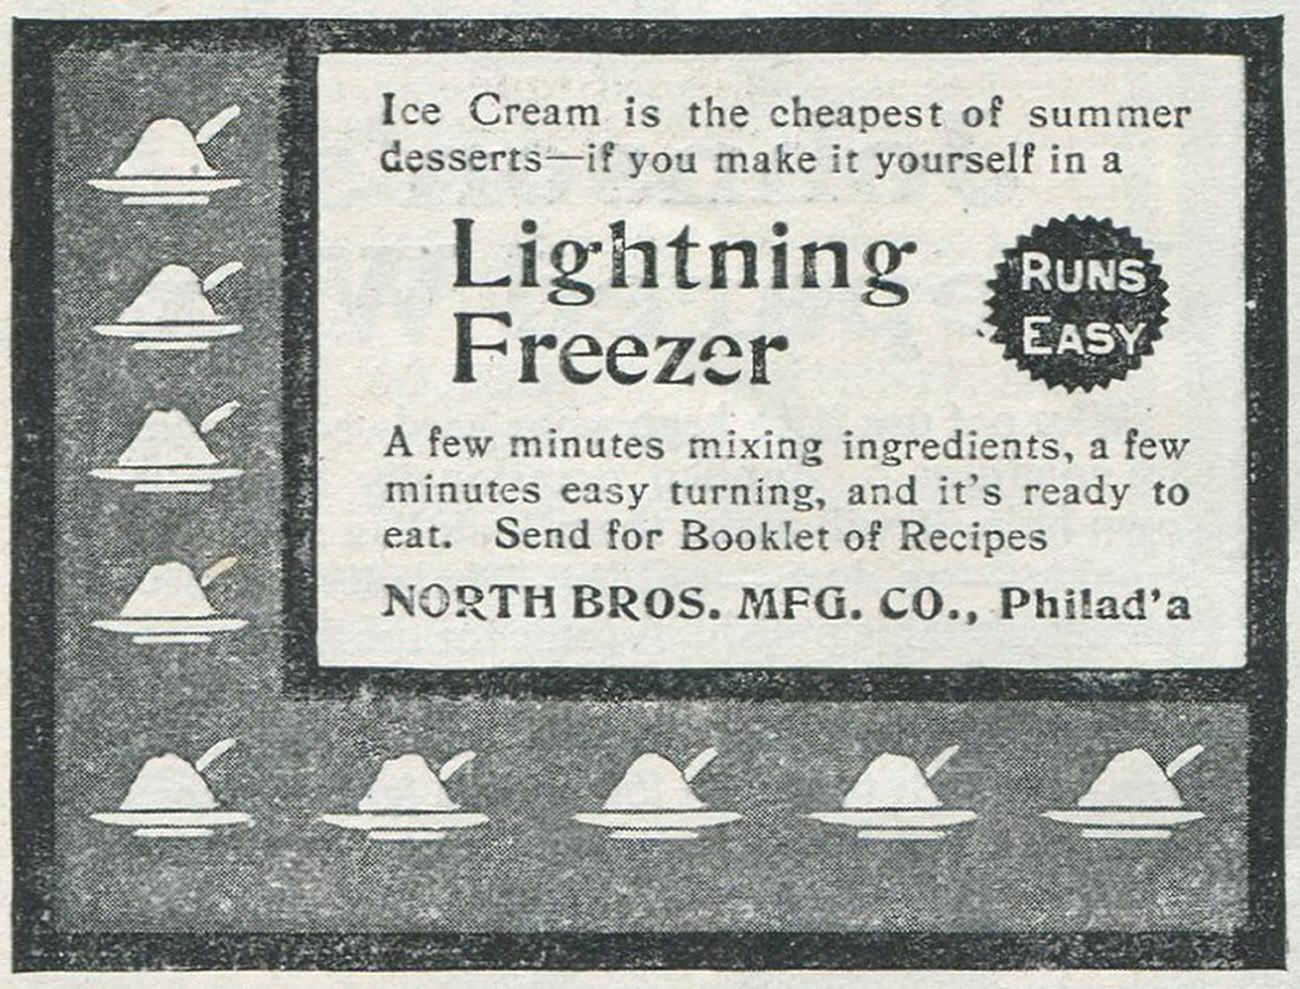 Ice Cream is the cheapest of summer
desserts—if you make it yourself in a
Lightning
Freezer
RUNS
EASY
A few minutes mixing ingredients, a few
minutes easy turning, and it's ready to
eat. Send for Booklet of Recipes
NORTH BROS. MFG. CO., Philad'a